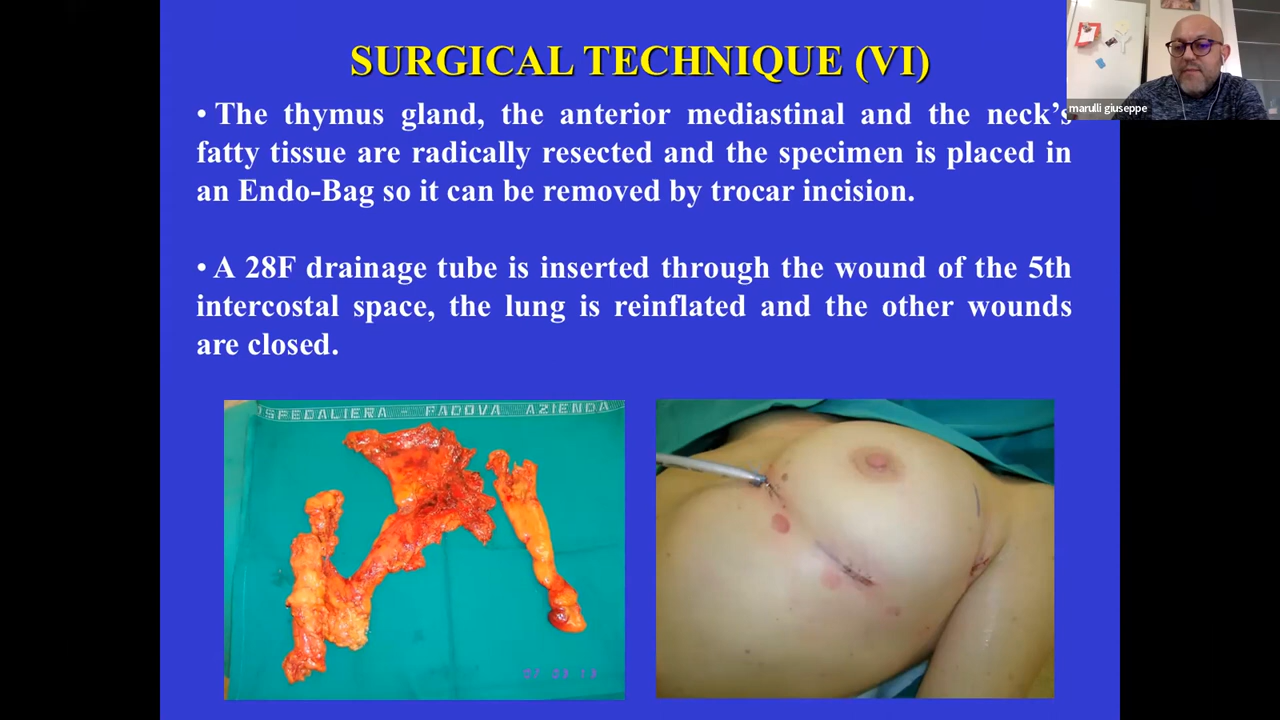 SURGICAL TECHNIQUE (VI)
marulli giuseppe
• The thymus gland, the anterior mediastinal and the neck's
fatty tissue are radically resected and the specimen is placed in
an Endo-Bag so it can be removed by trocar incision.
• A 28F drainage tube is inserted through the wound of the 5th
intercostal space, the lung is reinflated and the other wounds
are closed.
OSPEDALIERA - PADOVA AZIENDA